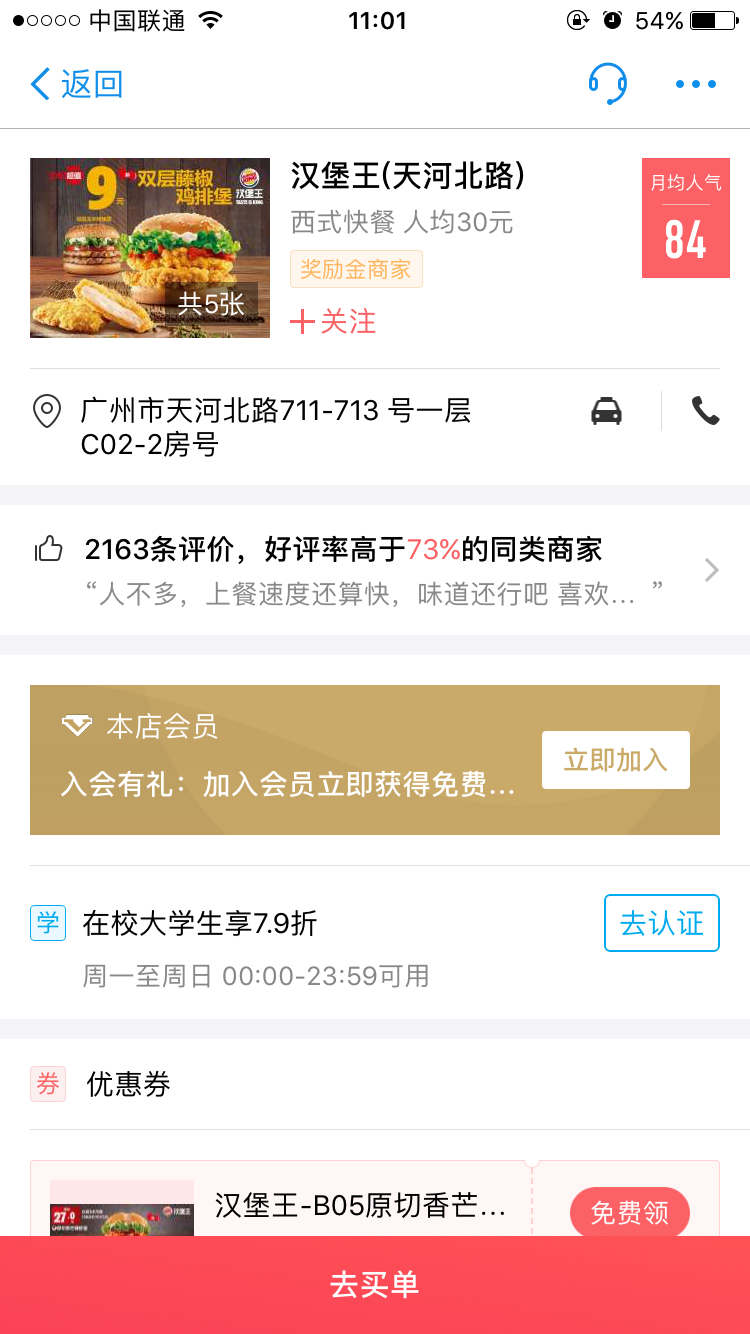 中国联通
11:01
54%
返回
超值9元
双层藤椒
鸡排堡
汉堡王
共5张
汉堡王(天河北路)
西式快餐 人均30元
奖励金商家
关注
月均人气
84
广州市天河北路711-713 号一层
C02-2房号
2163条评价，好评率高于73%的同类商家
“人不多，上餐速度还算快，味道还行吧 喜欢... ”
本店会员
入会有礼：加入会员立即获得免费...
立即加入
学
在校大学生享7.9折
去认证
周一至周日 00:00-23:59可用
券
优惠券
27.0
汉堡王
汉堡王-B05原切香芒...
免费领
去买单